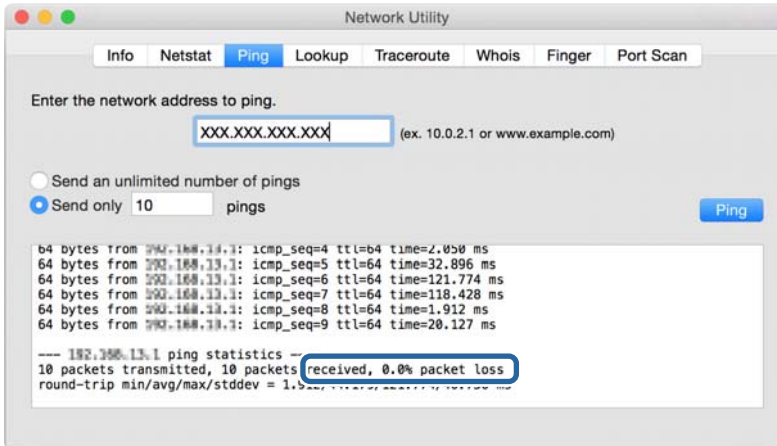 Network Utility
Info Netstat Ping Lookup Traceroute Whois Finger Port Scan
Enter the network address to ping.
XXX.XXX.XXX.XXX (ex. 10.0.2.1 or www.example.com)
Send an unlimited number of pings
Send only 10 pings Ping
64 bytes from : icmp_seq=4 ttl=64 time=2.050 ms
64 bytes from : icmp_seq=5 ttl=64 time=32.896 ms
64 bytes from : icmp_seq=6 ttl=64 time=121.774 ms
64 bytes from : icmp_seq=7 ttl=64 time=118.428 ms
64 bytes from : icmp_seq=8 ttl=64 time=1.912 ms
64 bytes from : icmp_seq=9 ttl=64 time=20.127 ms
--- ping statistics --
10 packets transmitted, 10 packets received, 0.0% packet loss
round-trip min/avg/max/stddev = ms